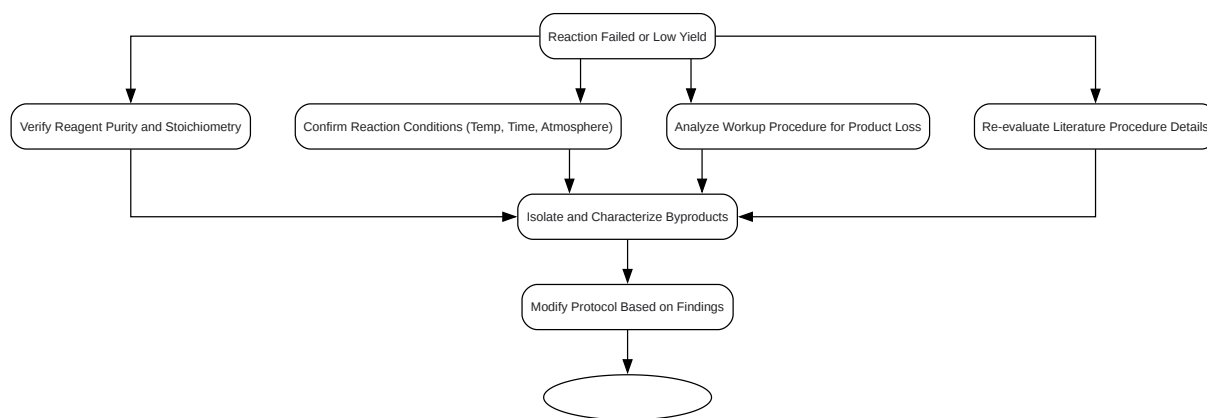 Reaction Failed or Low Yield
Verify Reagent Purity and Stoichiometry
Confirm Reaction Conditions (Temp, Time, Atmosphere)
Analyze Workup Procedure for Product Loss
Re-evaluate Literature Procedure Details
Isolate and Characterize Byproducts
Modify Protocol Based on Findings